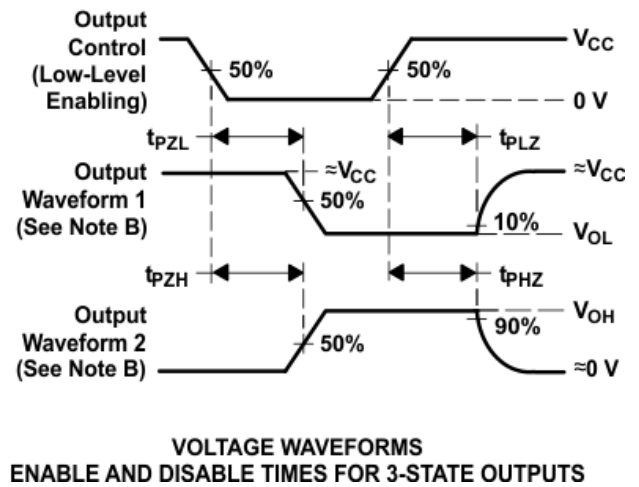 Output
Control
(Low-Level
Enabling)
50%
50%
VCC
0 V
tPZL
tPLZ
Output
Waveform 1
(See Note B)
≈VCC
50%
≈VCC
10%
VOL
tPZH
tPHZ
Output
Waveform 2
(See Note B)
50%
VOH
90%
≈0 V
VOLTAGE WAVEFORMS
ENABLE AND DISABLE TIMES FOR 3-STATE OUTPUTS